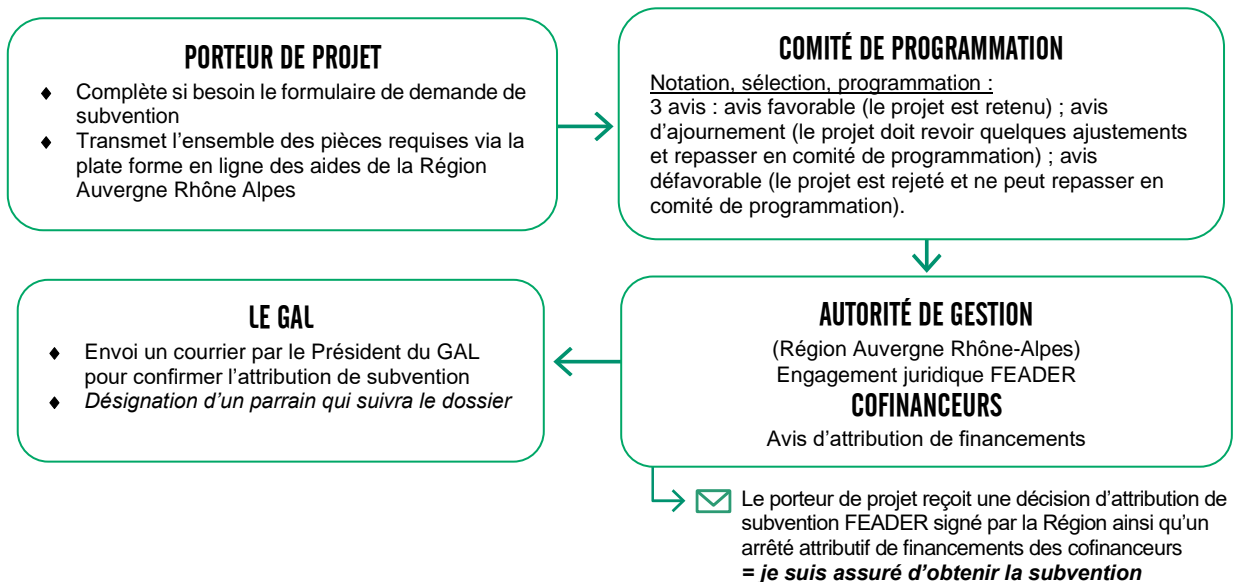 PORTEUR DE PROJET
♦ Complète si besoin le formulaire de demande de
subvention
♦ Transmet l’ensemble des pièces requises via la
plate forme en ligne des aides de la Région
Auvergne Rhône Alpes
COMITÉ DE PROGRAMMATION
Notation, sélection, programmation :
3 avis : avis favorable (le projet est retenu) ; avis
d’ajournement (le projet doit revoir quelques ajustements
et repasser en comité de programmation) ; avis
défavorable (le projet est rejeté et ne peut repasser en
comité de programmation).
AUTORITÉ DE GESTION
(Région Auvergne Rhône-Alpes)
Engagement juridique FEADER
COFINANCEURS
Avis d’attribution de financements
Le porteur de projet reçoit une décision d’attribution de
subvention FEADER signé par la Région ainsi qu’un
arrêté attributif de financements des cofinanceurs
= je suis assuré d’obtenir la subvention
LE GAL
♦ Envoi un courrier par le Président du GAL
pour confirmer l’attribution de subvention
♦ Désignation d’un parrain qui suivra le dossier